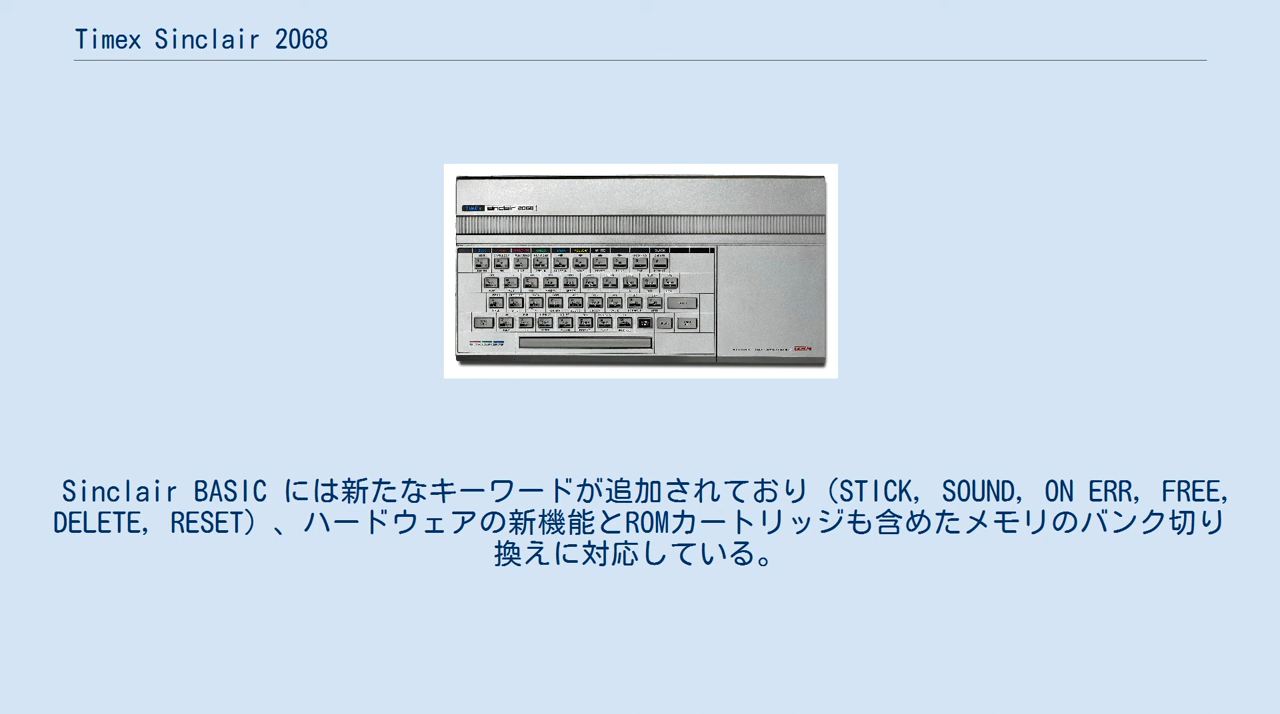 Timex Sinclair 2068
TIMEX sinclair 2068
Sinclair BASIC には新たなキーワードが追加されており（STICK, SOUND, ON ERR, FREE,
DELETE, RESET）、ハードウェアの新機能とROMカートリッジも含めたメモリのバンク切り
換えに対応している。